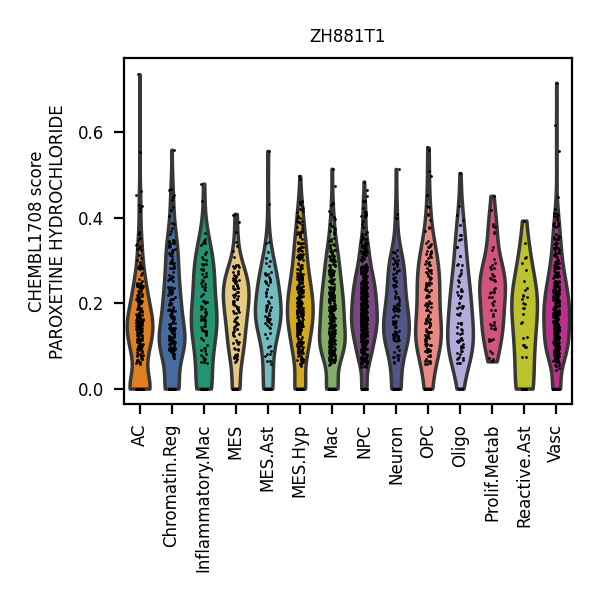 ZH881T1
CHEMBL1708 score
PAROXETINE HYDROCHLORIDE
0.6
0.4
0.2
0.0
AC
Chromatin.Reg
Inflammatory.Mac
MES
MES.Ast
MES.Hyp
Mac
NPC
Neuron
OPC
Oligo
Prolif.Metab
Reactive.Ast
Vasc